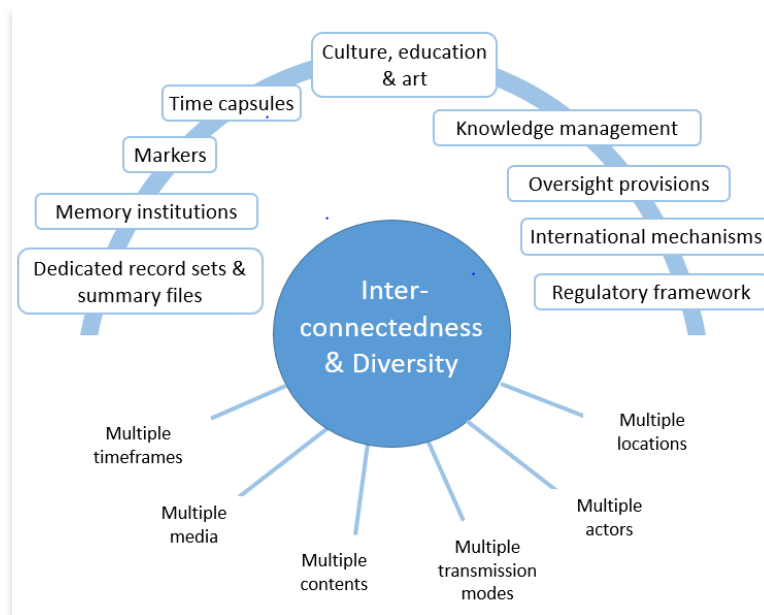 Culture, education
& art
Time capsules
Knowledge management
Markers
Oversight provisions
Memory institutions
International mechanisms
Dedicated record sets &
summary files
Regulatory framework
Inter-
connectedness
& Diversity
Multiple
timeframes
Multiple
media
Multiple
contents
Multiple
transmission
modes
Multiple
actors
Multiple
locations